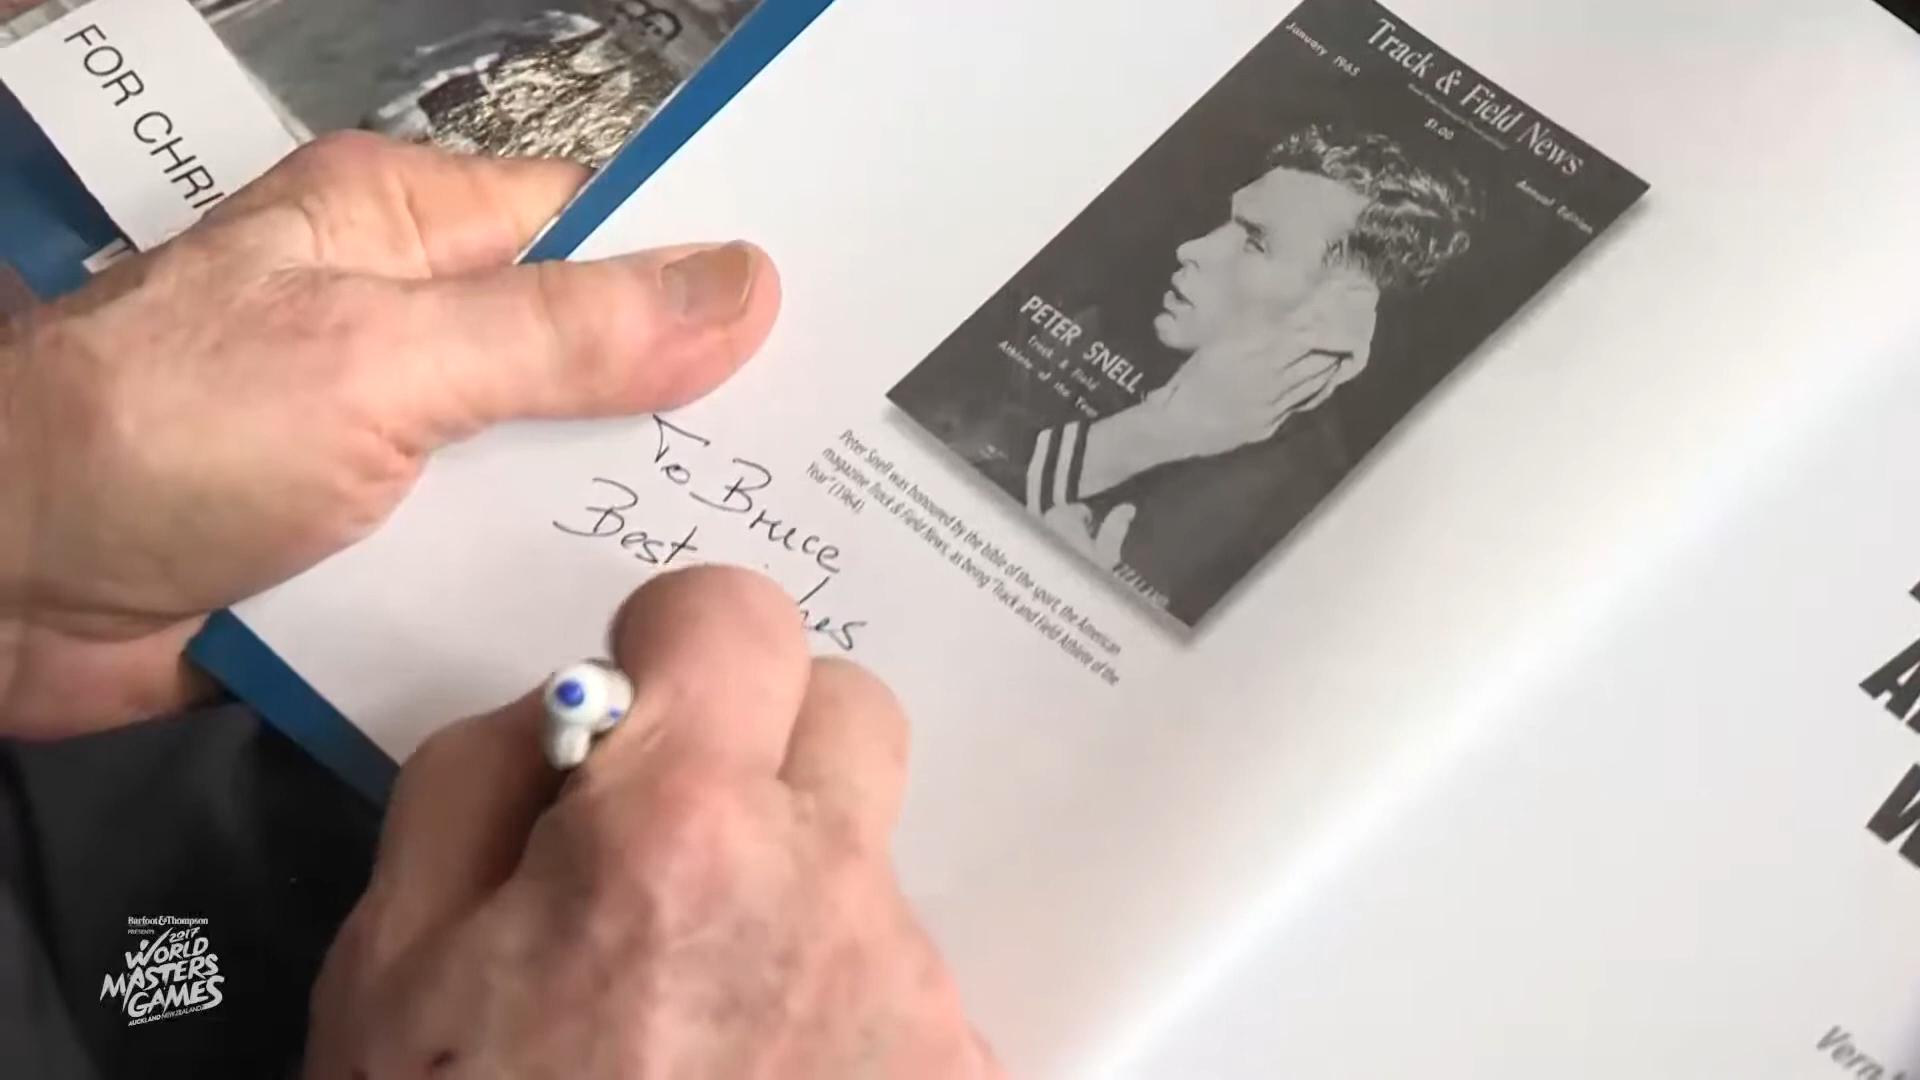 FOR CHRI
Track & Field News
January 1965
$1.00
Annual Edition
PETER SNELL
Track & Field
Athlete of the Year
Peter Snell was honoured by the bible of the sport, the American
magazine Track & Field News, as being "Track and Field Athlete of the
Year" (1964).
To Bruce
Best
hes
Vern
Barfoot&Thompson
PRESENTS
2017
WORLD
MASTERS
GAMES
AUCKLAND NEW ZEALAND